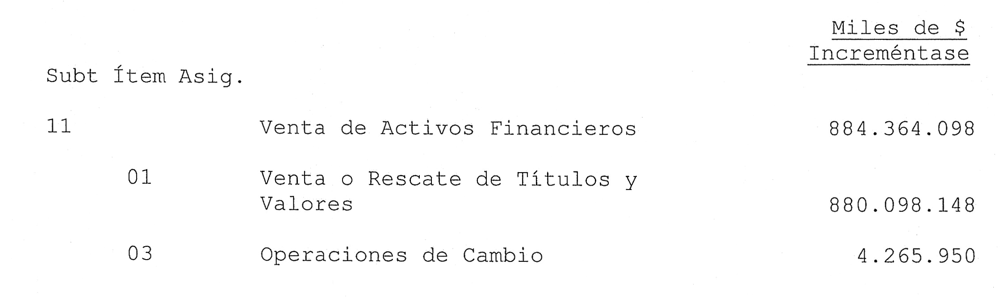 Miles de $
Increméntase
Subt Ítem Asig.
11 Venta de Activos Financieros 884.364.098
01 Venta o Rescate de Títulos y
Valores 880.098.148
03 Operaciones de Cambio 4.265.950